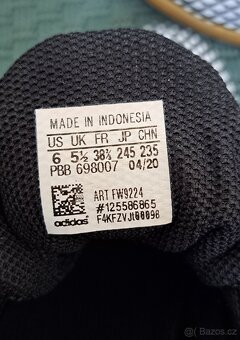 MADE IN INDONESIA
US UK FR JP CHN
6 5½ 38⅔ 245 235
PBB 698007 04/20
ART FW9224
#125586865
F4KFZVJt00098
adidas
sbazar.cz